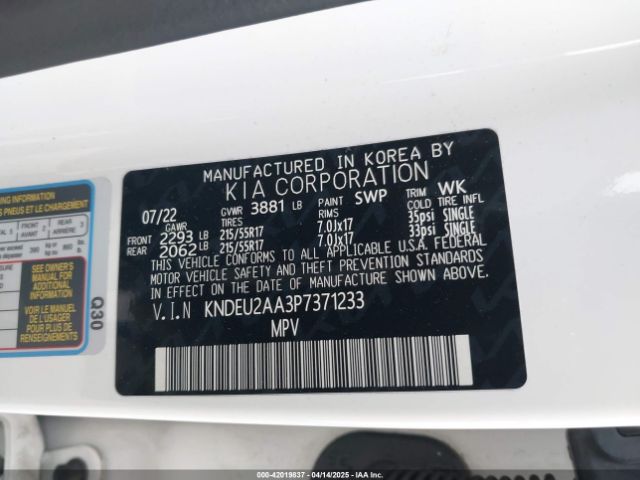 MANUFACTURED IN KOREA BY
KIA CORPORATION
07/22 GVWR 3881 LB PAINT SWP TRIM WK
GAWR TIRES RIMS COLD TIRE INFL
FRONT 2293 LB 215/55R17 7.0Jx17 35psi SINGLE
REAR 2062 LB 215/55R17 7.0Jx17 33psi SINGLE
THIS VEHICLE CONFORMS TO ALL APPLICABLE U.S.A. FEDERAL
MOTOR VEHICLE SAFETY AND THEFT PREVENTION STANDARDS
IN EFFECT ON THE DATE OF MANUFACTURE SHOWN ABOVE.
V.I.N KNDEU2AA3P7371233
MPV
SEE OWNER'S
MANUAL FOR
ADDITIONAL
INFORMATION
VOIR LE MANUEL
DE L'USAGER
POUR PLUS DE
Q30
000-42019837 - 04/14/2025 - IAAI.COM